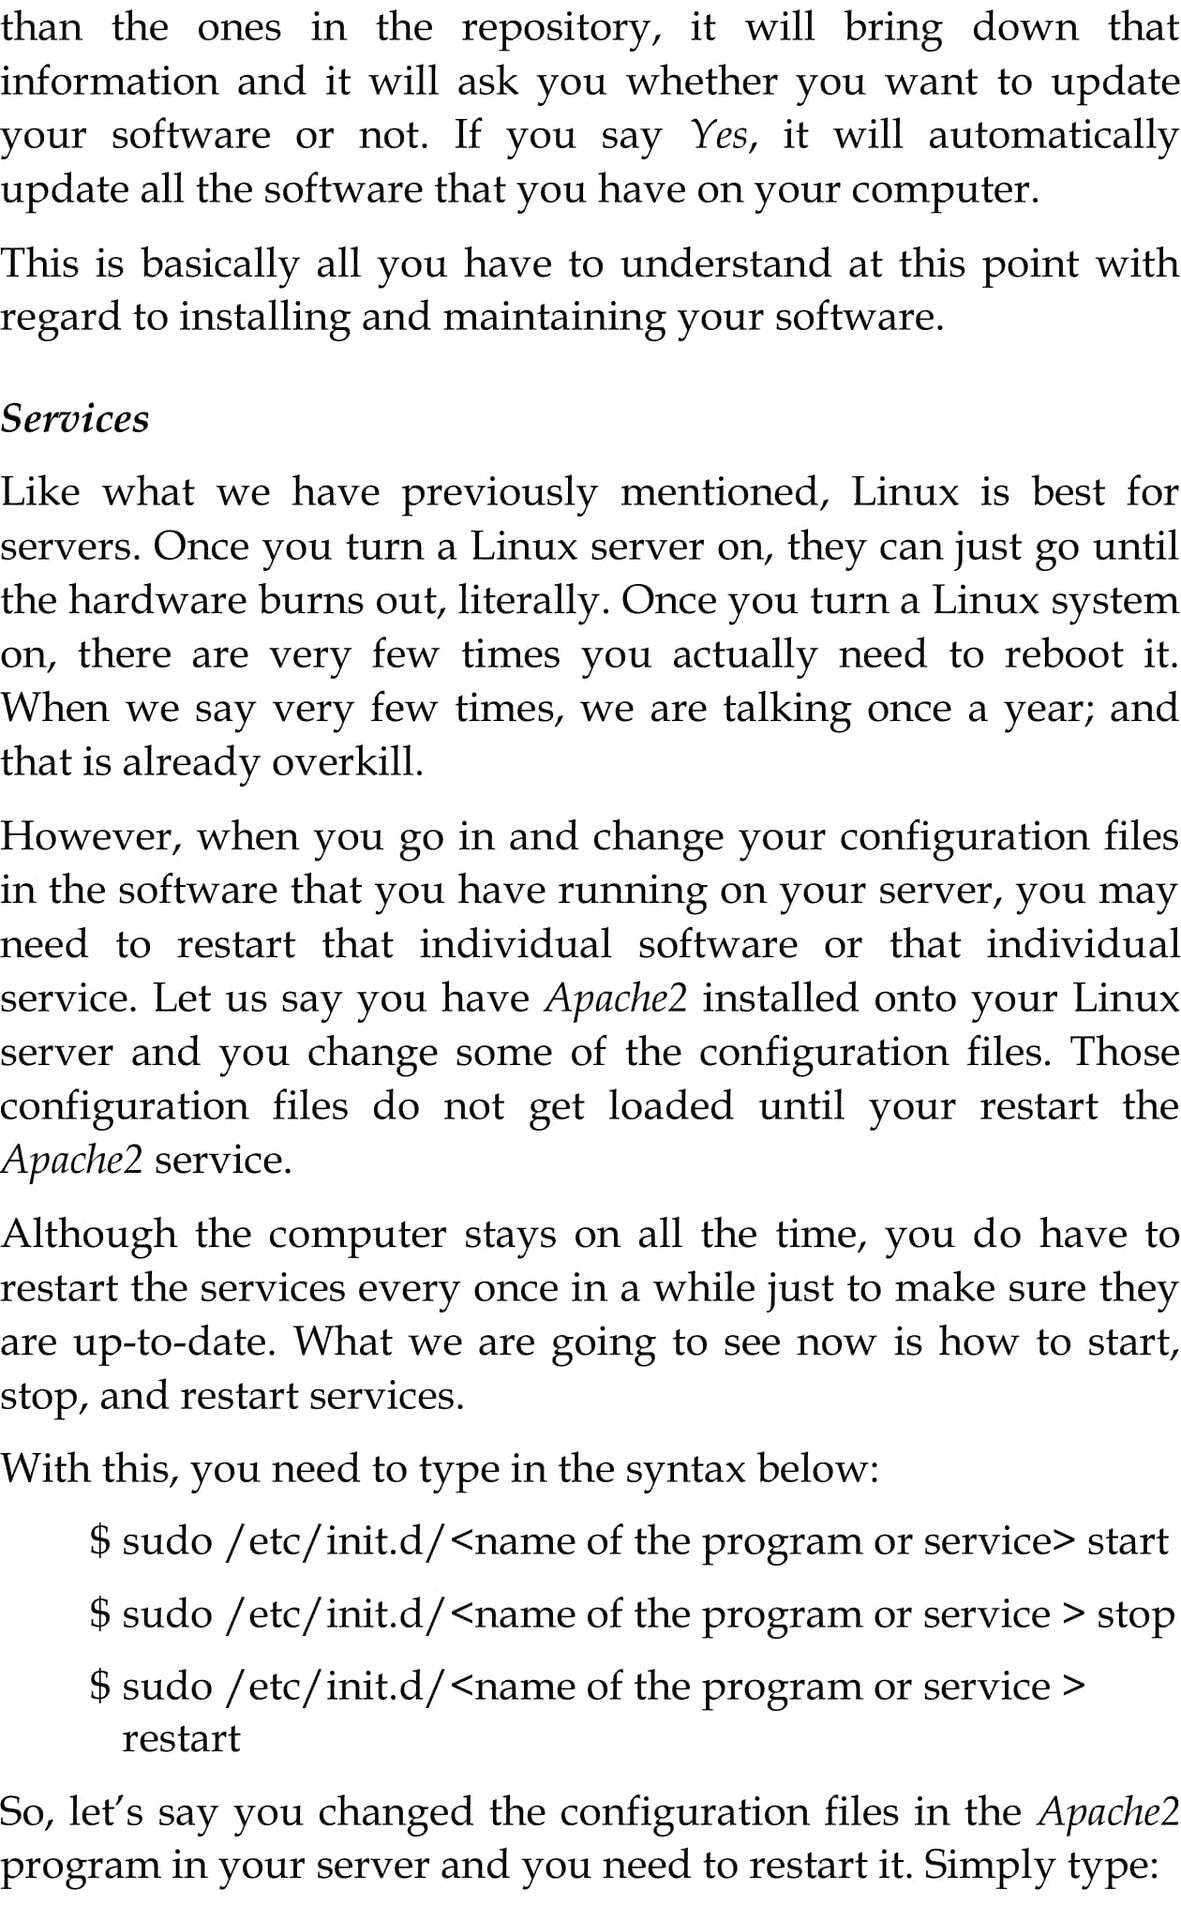 than the ones in the repository, it will bring down that
information and it will ask you whether you want to update
your software or not. If you say Yes, it will automatically
update all the software that you have on your computer.
This is basically all you have to understand at this point with
regard to installing and maintaining your software.
Services
Like what we have previously mentioned, Linux is best for
servers. Once you turn a Linux server on, they can just go until
the hardware burns out, literally. Once you turn a Linux system
on, there are very few times you actually need to reboot it.
When we say very few times, we are talking once a year; and
that is already overkill.
However, when you go in and change your configuration files
in the software that you have running on your server, you may
need to restart that individual software or that individual
service. Let us say you have Apache2 installed onto your Linux
server and you change some of the configuration files. Those
configuration files do not get loaded until your restart the
Apache2 service.
Although the computer stays on all the time, you do have to
restart the services every once in a while just to make sure they
are up-to-date. What we are going to see now is how to start,
stop, and restart services.
With this, you need to type in the syntax below:
$ sudo /etc/init.d/<name of the program or service> start
$ sudo /etc/init.d/<name of the program or service > stop
$ sudo /etc/init.d/<name of the program or service >
restart
So, let’s say you changed the configuration files in the Apache2
program in your server and you need to restart it. Simply type: